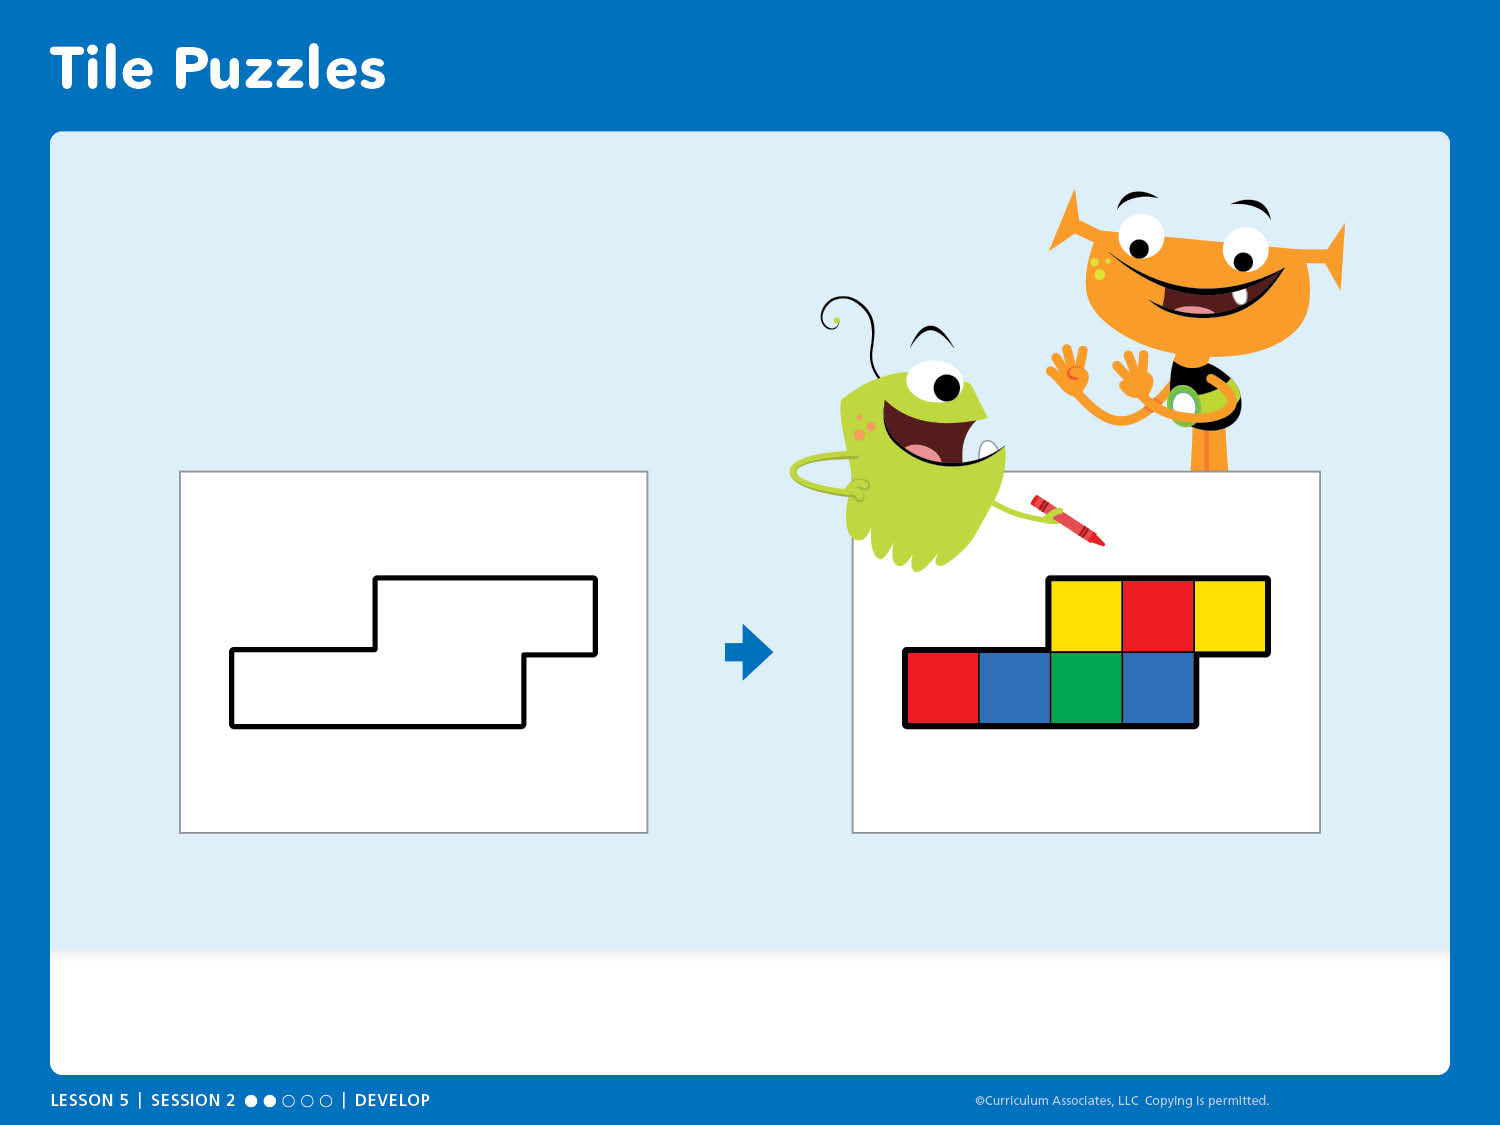 Tile Puzzles
LESSON 5 | SESSION 2 ●●○○○ | DEVELOP
©Curriculum Associates, LLC Copying is permitted.